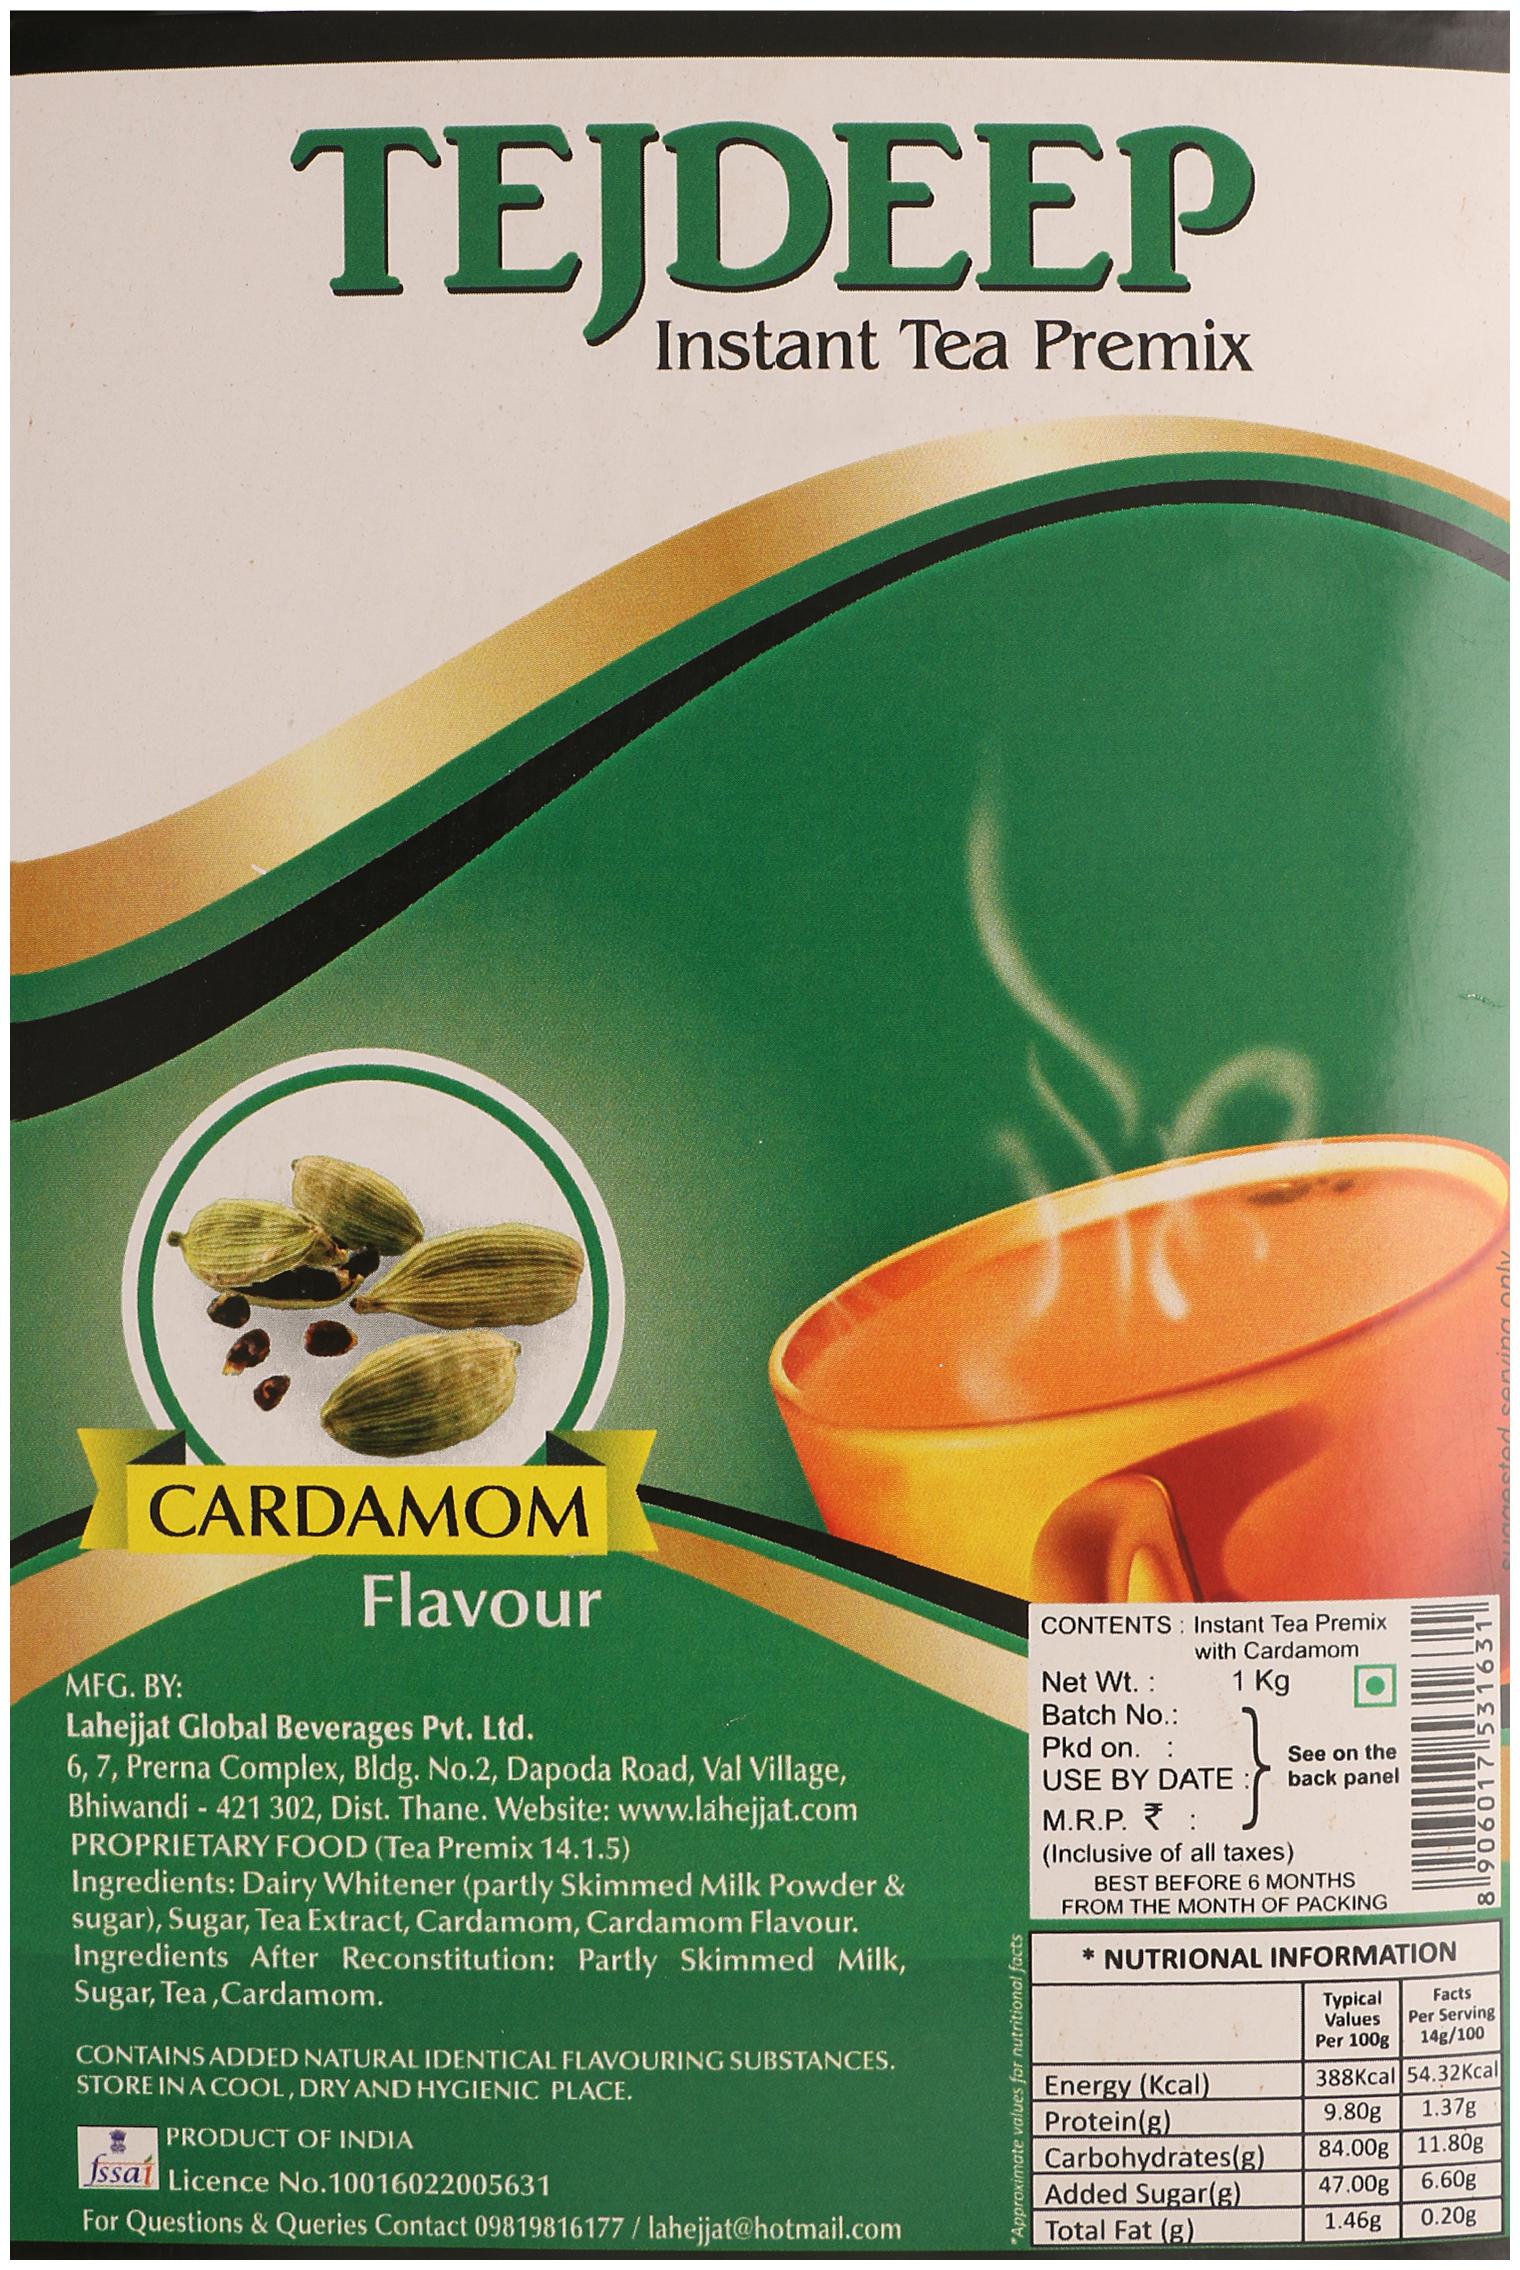 TEJDEEP
Instant Tea Premix
CARDAMOM
Flavour
MFG. BY:
Lahejjat Global Beverages Pvt. Ltd.
6, 7, Prerna Complex, Bldg. No.2, Dapoda Road, Val Village,
Bhiwandi - 421 302, Dist. Thane. Website: www.lahejjat.com
PROPRIETARY FOOD (Tea Premix 14.1.5)
Ingredients: Dairy Whitener (partly Skimmed Milk Powder &
sugar), Sugar, Tea Extract, Cardamom, Cardamom Flavour.
Ingredients After Reconstitution: Partly Skimmed Milk,
Sugar, Tea ,Cardamom.
CONTAINS ADDED NATURAL IDENTICAL FLAVOURING SUBSTANCES.
STORE IN A COOL , DRY AND HYGIENIC PLACE.
fssai
PRODUCT OF INDIA
Licence No.10016022005631
For Questions & Queries Contact 09819816177 / lahejjat@hotmail.com
suggested serving only
CONTENTS : Instant Tea Premix
with Cardamom
Net Wt. : 1 Kg
Batch No.:
Pkd on. :
USE BY DATE :
M.R.P. ₹ :
See on the
back panel
(Inclusive of all taxes)
BEST BEFORE 6 MONTHS
FROM THE MONTH OF PACKING
8 906017 531631
*Approximate values for nutritional facts
* NUTRIONAL INFORMATION
Typical Values Per 100g Facts Per Serving 14g/100
Energy (Kcal) 388Kcal 54.32Kcal
Protein(g) 9.80g 1.37g
Carbohydrates(g) 84.00g 11.80g
Added Sugar(g) 47.00g 6.60g
Total Fat (g) 1.46g 0.20g